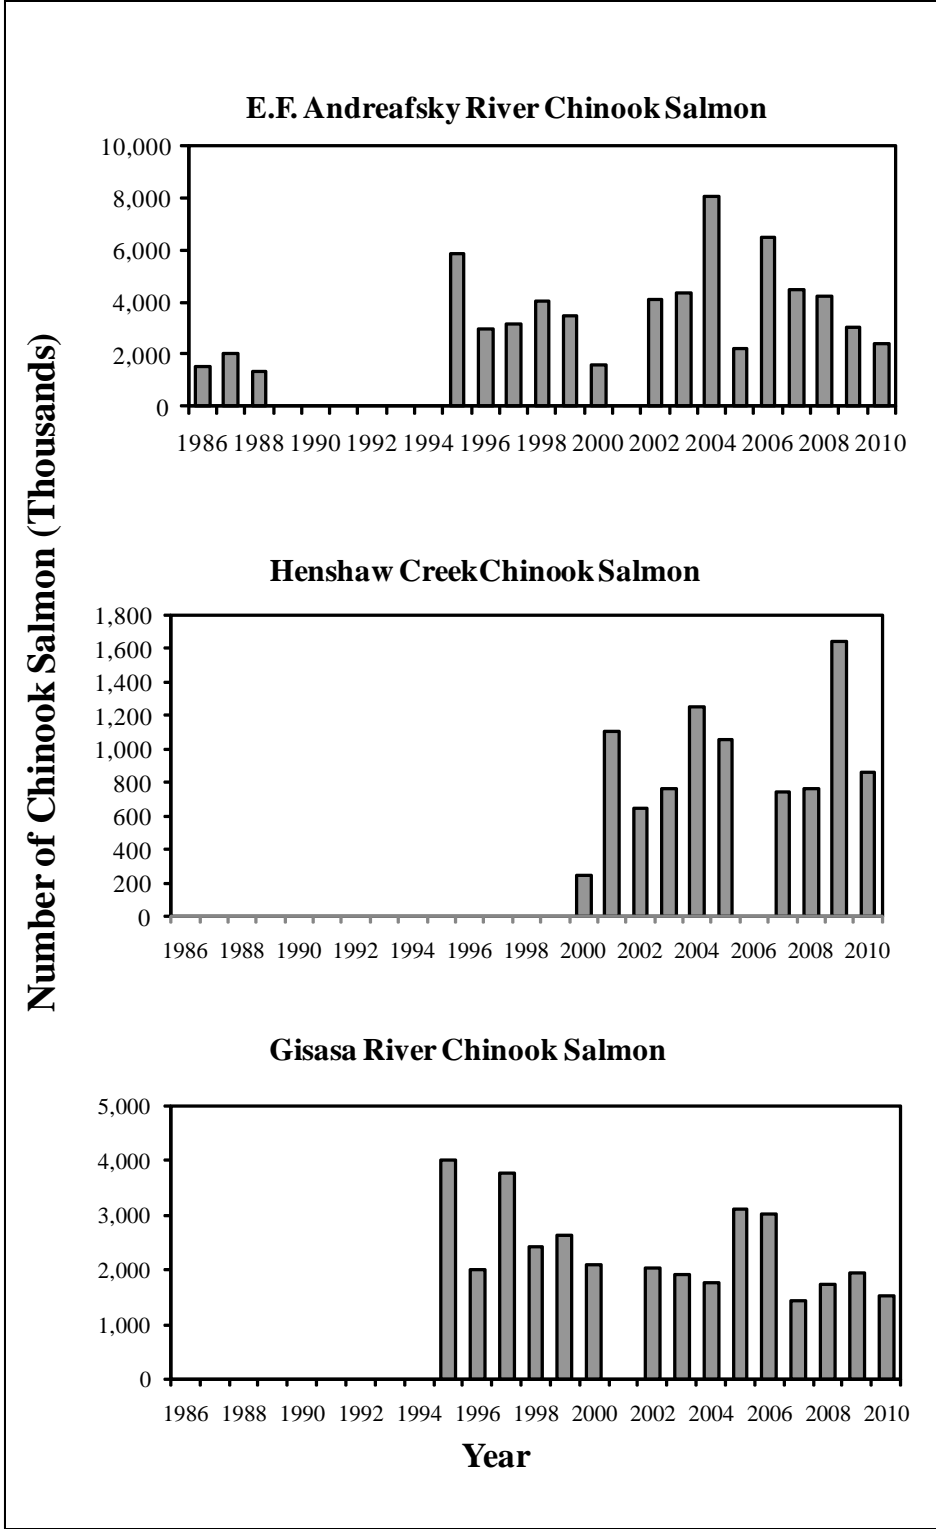 E.F. Andreafsky River Chinook Salmon
10,000
8,000
6,000
4,000
2,000
0
1986 1988 1990 1992 1994 1996 1998 2000 2002 2004 2006 2008 2010
Number of Chinook Salmon (Thousands)
Henshaw Creek Chinook Salmon
1,800
1,600
1,400
1,200
1,000
800
600
400
200
0
1986 1988 1990 1992 1994 1996 1998 2000 2002 2004 2006 2008 2010
Gisasa River Chinook Salmon
5,000
4,000
3,000
2,000
1,000
0
1986 1988 1990 1992 1994 1996 1998 2000 2002 2004 2006 2008 2010
Year